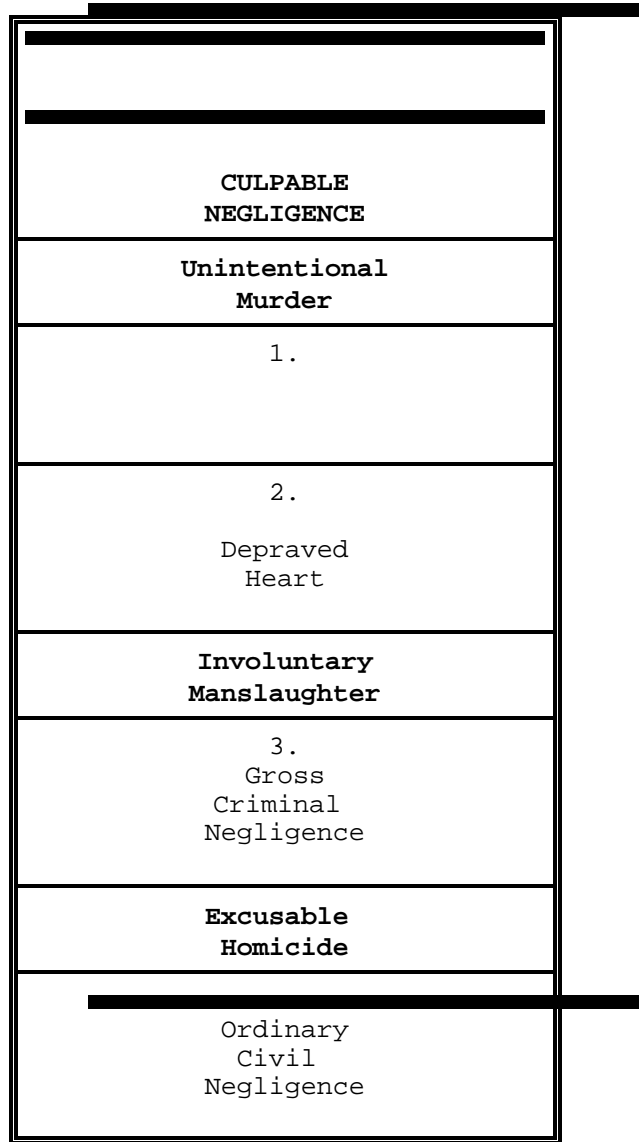 CULPABLE
NEGLIGENCE
Unintentional
Murder
1.
2.
Depraved
Heart
Involuntary
Manslaughter
3.
Gross
Criminal
Negligence
Excusable
Homicide
Ordinary
Civil
Negligence